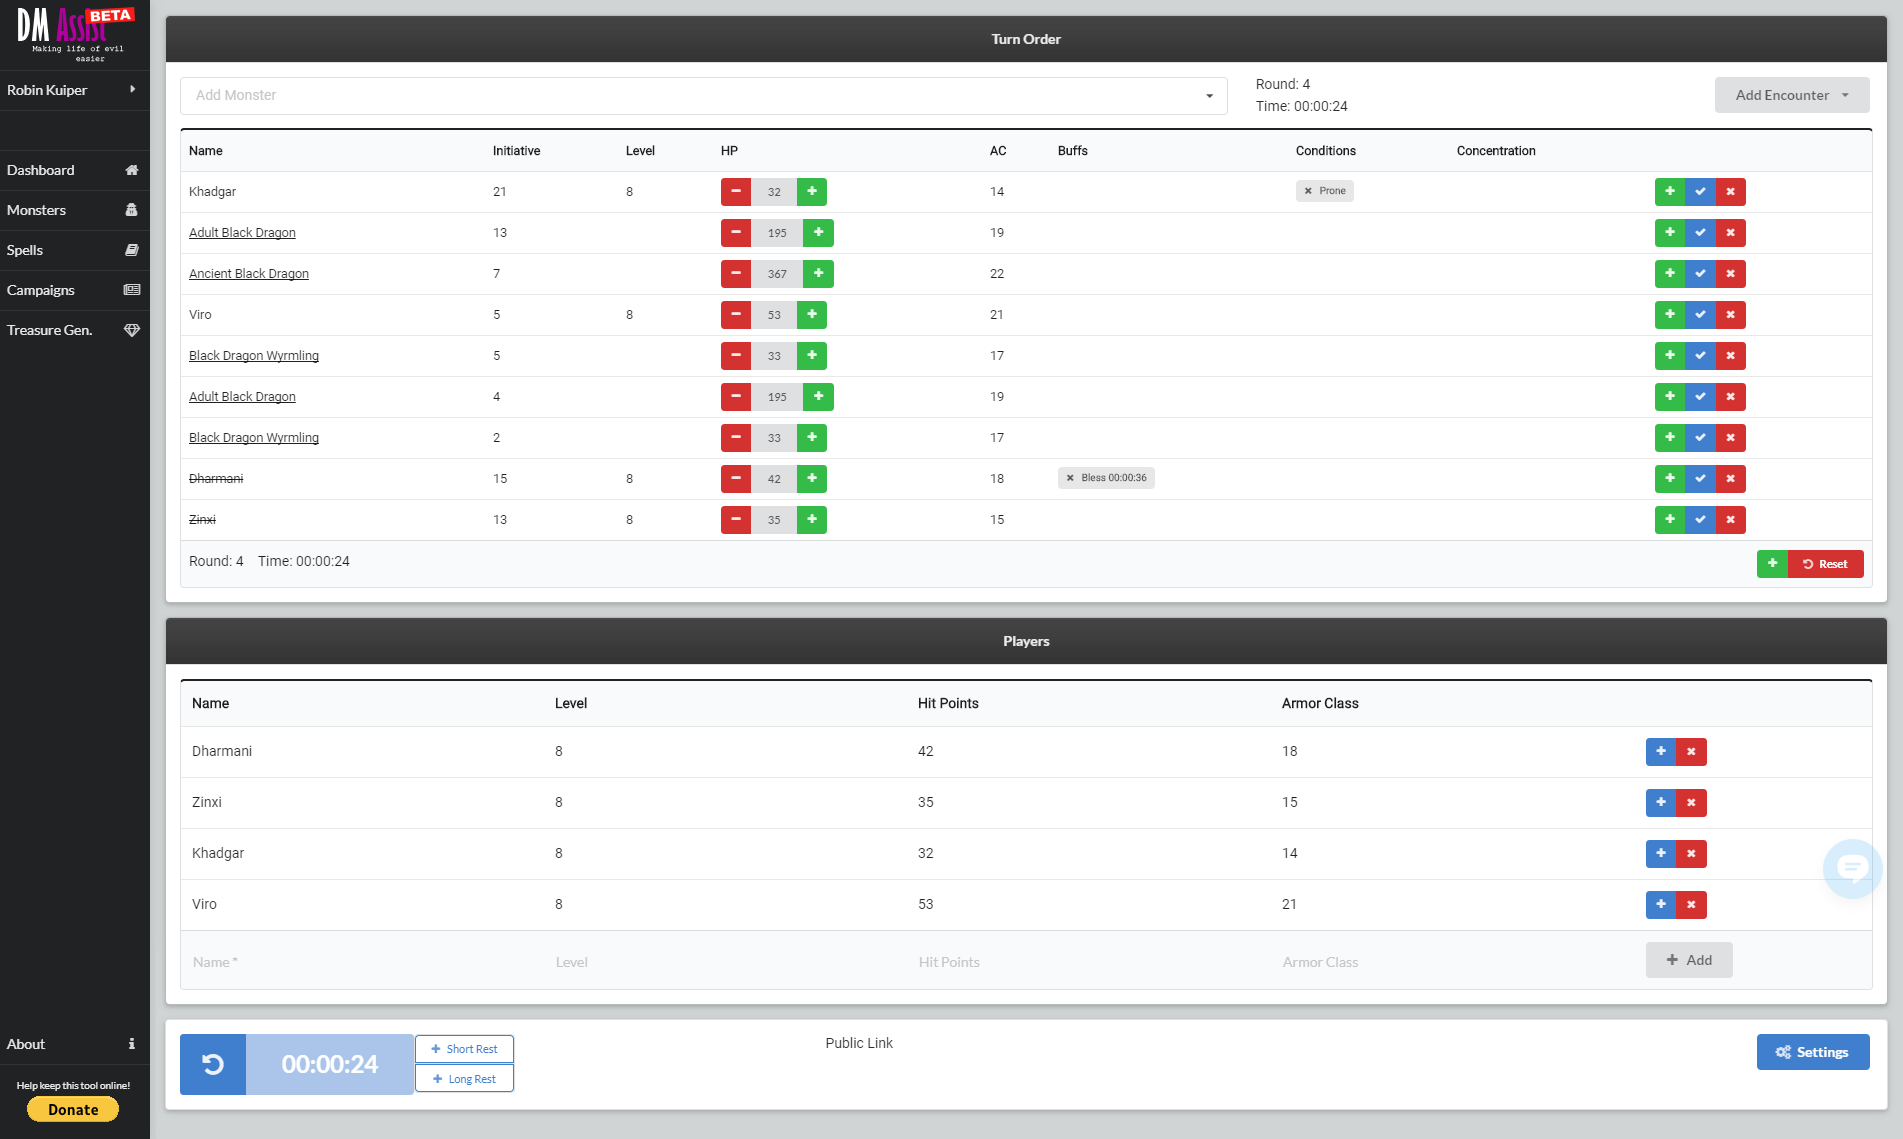 DM Assist BETA
Making life of evil
easier
Robin Kuiper
Dashboard
Monsters
Spells
Campaigns
Treasure Gen.
About
Help keep this tool online!
Donate
Turn Order
Add Monster
Round: 4
Time: 00:00:24
Add Encounter
Name Initiative Level HP AC Buffs Conditions Concentration
Khadgar 21 8 32 14 Prone
Adult Black Dragon 13 195 19
Ancient Black Dragon 7 367 22
Viro 5 8 53 21
Black Dragon Wyrmling 5 33 17
Adult Black Dragon 4 195 19
Black Dragon Wyrmling 2 33 17
Dharmani 15 8 42 18 Bless 00:00:36
Zinxi 13 8 35 15
Round: 4 Time: 00:00:24 Reset
Players
Name Level Hit Points Armor Class
Dharmani 8 42 18
Zinxi 8 35 15
Khadgar 8 32 14
Viro 8 53 21
Name * Level Hit Points Armor Class Add
00:00:24
Short Rest
Long Rest
Public Link
Settings